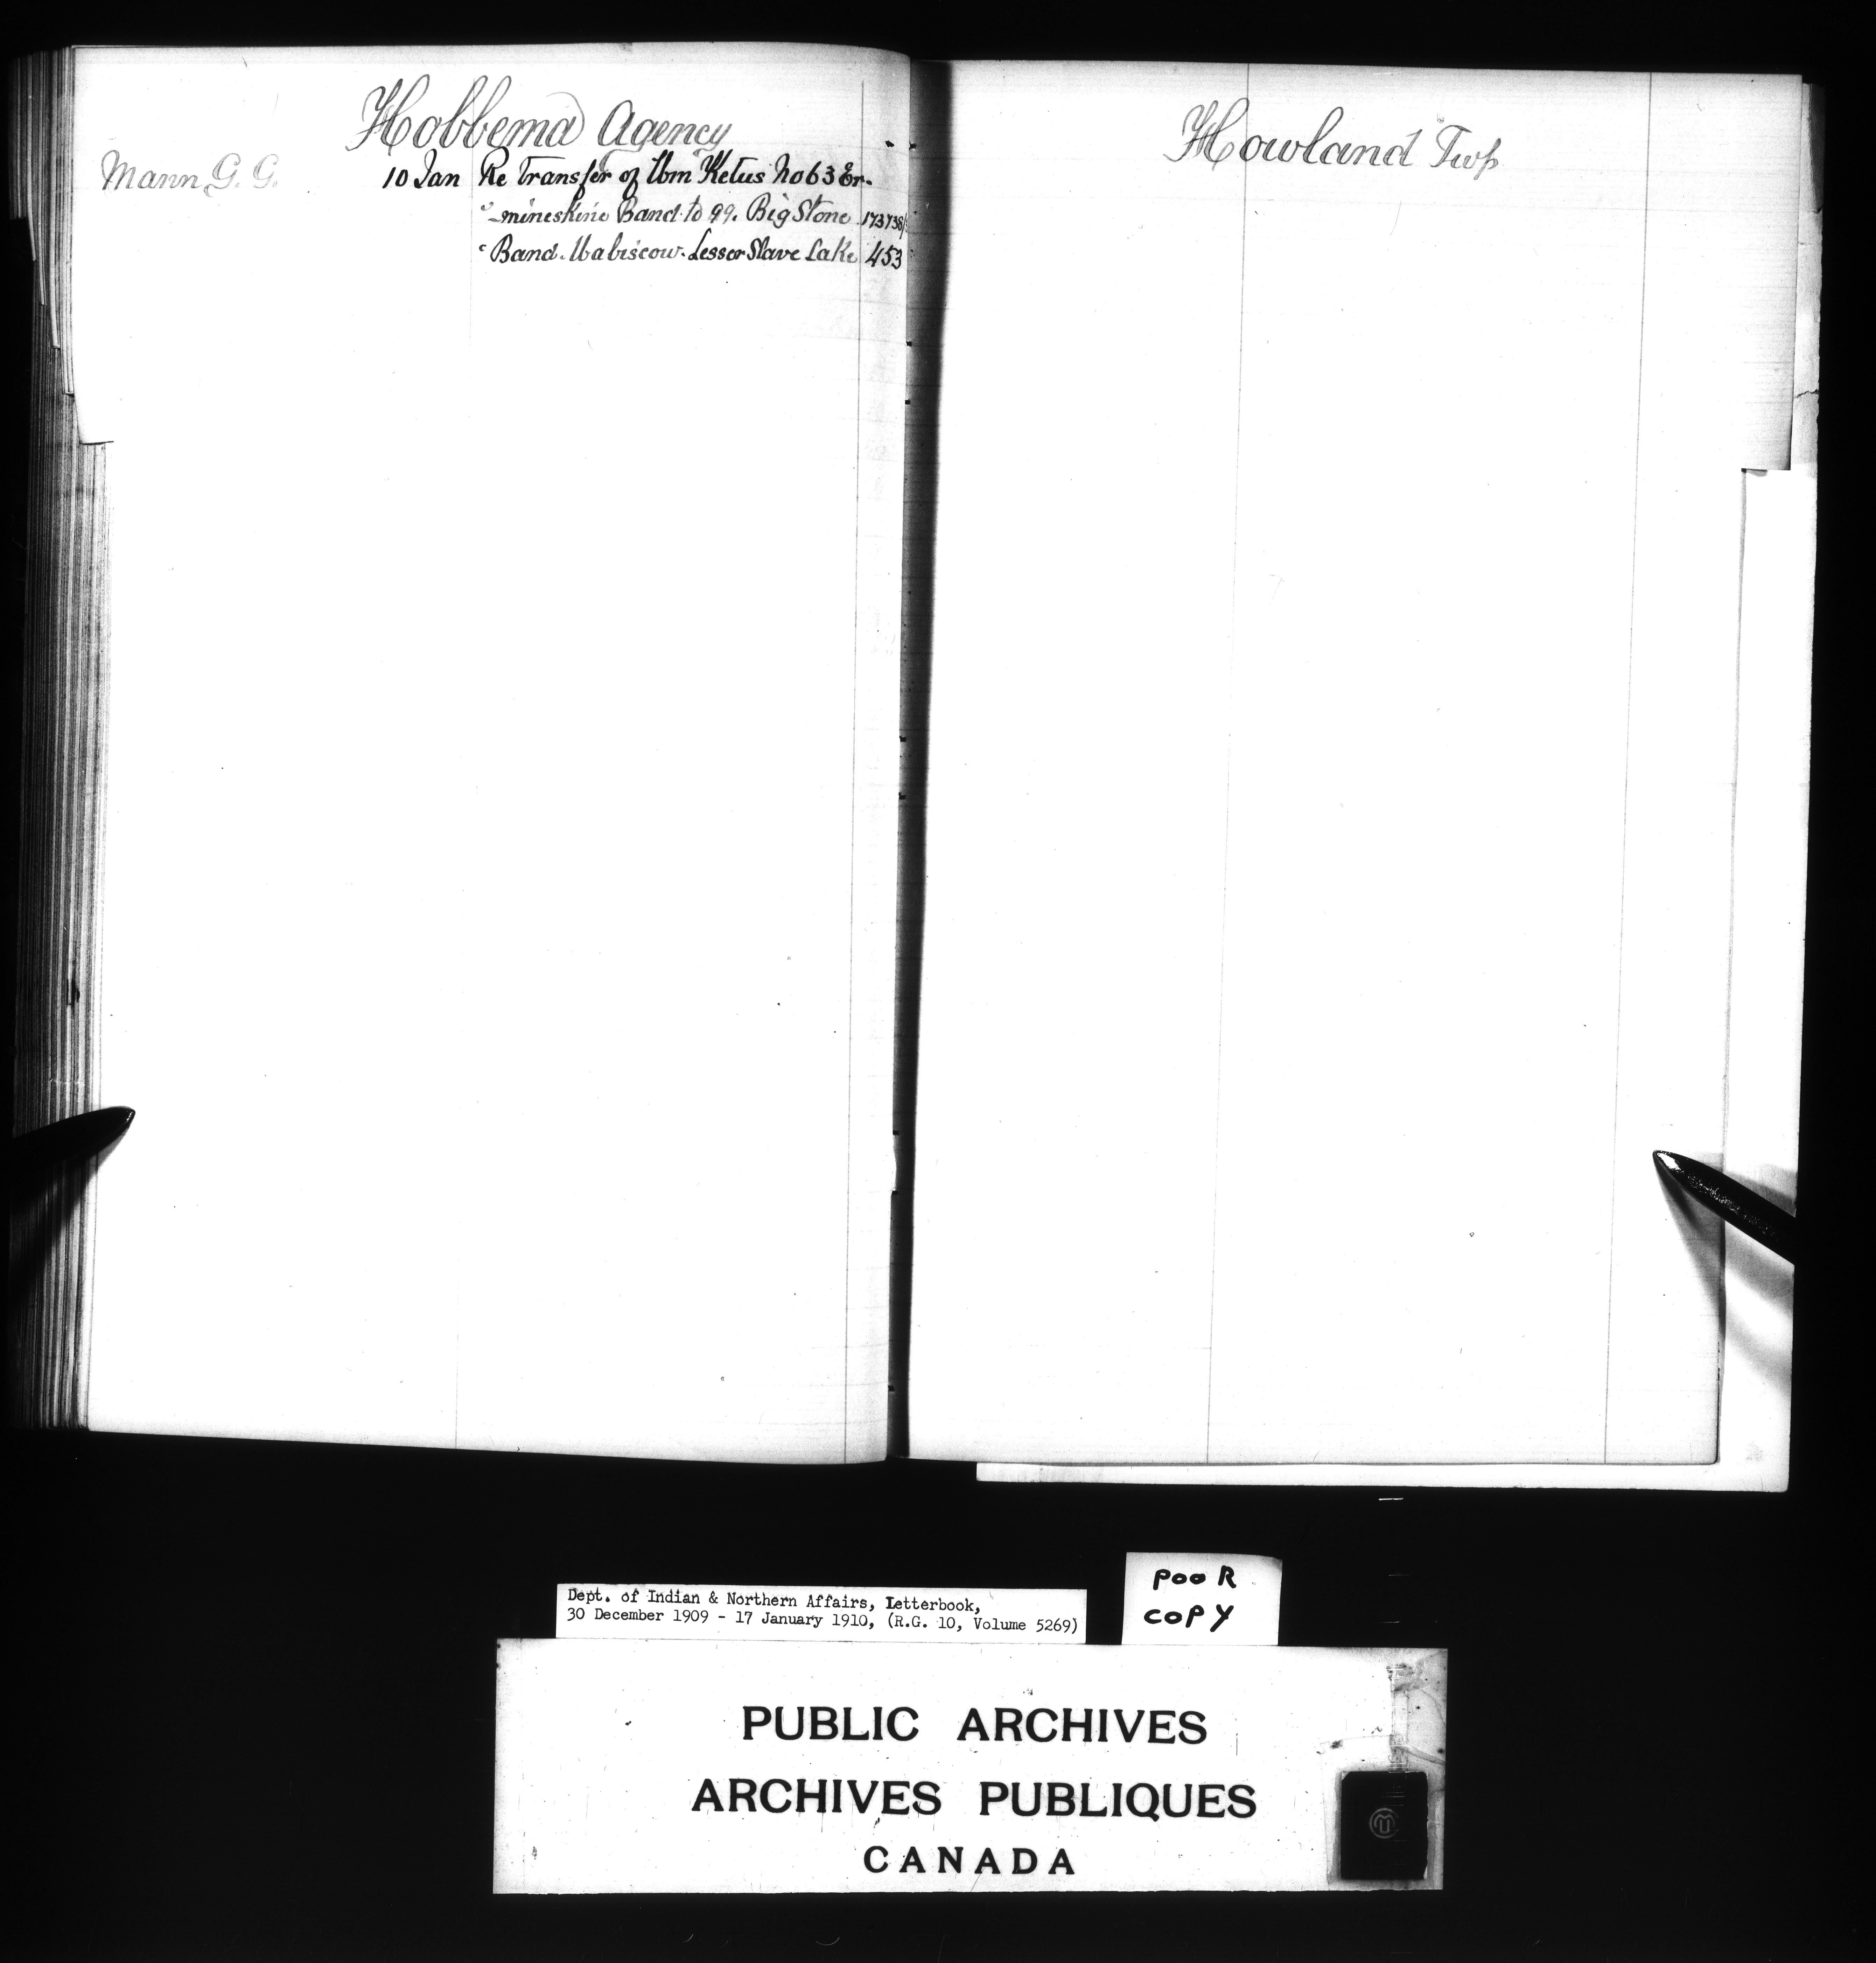 Hobbema Agency
Mann G. G. 10 Jan Re Transfer of Wm Ketus No 63 Er-
-mineskine Band to 99. Big Stone 173738/
Band. Wabiscow. Lesser Slave Lake 453
Howland Twp
Dept. of Indian & Northern Affairs, Letterbook,
30 December 1909 - 17 January 1910, (R.G. 10, Volume 5269)
POOR
COPY
PUBLIC ARCHIVES
ARCHIVES PUBLIQUES
CANADA